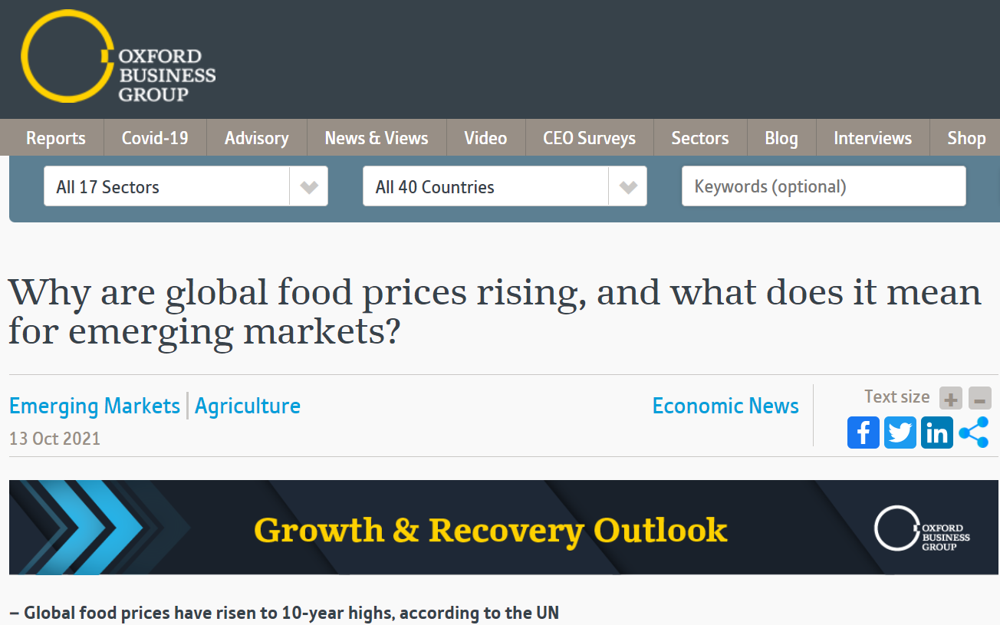 OXFORD
BUSINESS
GROUP
Reports Covid-19 Advisory News & Views Video CEO Surveys Sectors Blog Interviews Shop
All 17 Sectors All 40 Countries Keywords (optional)
Why are global food prices rising, and what does it mean
for emerging markets?
Emerging Markets Agriculture Economic News Text size + -
13 Oct 2021 f in
Growth & Recovery Outlook
OXFORD
BUSINESS
GROUP
– Global food prices have risen to 10-year highs, according to the UN